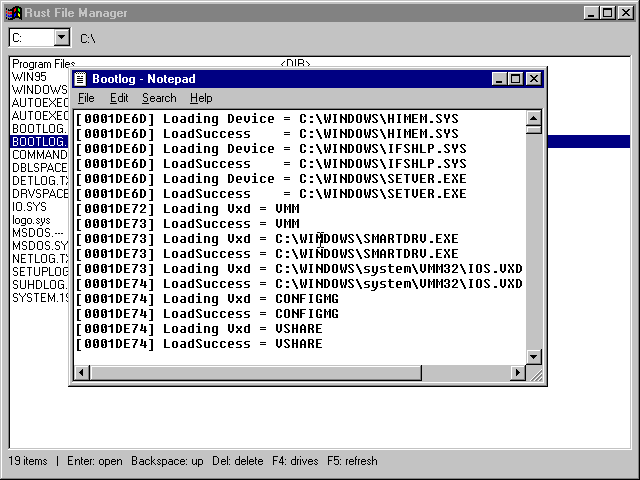 Rust File Manager
C:
C:\
Program Files <DIR>
WIN95
WINDOWS
AUTOEXEC
AUTOEXEC
BOOTLOG.
BOOTLOG.
COMMAND
DBLSPACE
DETLOG.TX
DRVSPACE
IO.SYS
logo.sys
MSDOS.---
MSDOS.SY
NETLOG.TX
SETUPLOG
SUHDLOG.
SYSTEM.1S
Bootlog - Notepad
File Edit Search Help
[0001DE6D] Loading Device = C:\WINDOWS\HIMEM.SYS
[0001DE6D] LoadSuccess    = C:\WINDOWS\HIMEM.SYS
[0001DE6D] Loading Device = C:\WINDOWS\IFSHLP.SYS
[0001DE6D] LoadSuccess    = C:\WINDOWS\IFSHLP.SYS
[0001DE6D] Loading Device = C:\WINDOWS\SETVER.EXE
[0001DE6D] LoadSuccess    = C:\WINDOWS\SETVER.EXE
[0001DE72] Loading Vxd = VMM
[0001DE73] LoadSuccess = VMM
[0001DE73] Loading Vxd = C:\WINDOWS\SMARTDRV.EXE
[0001DE73] LoadSuccess = C:\WINDOWS\SMARTDRV.EXE
[0001DE73] Loading Vxd = C:\WINDOWS\system\VMM32\IOS.VXD
[0001DE74] LoadSuccess = C:\WINDOWS\system\VMM32\IOS.VXD
[0001DE74] Loading Vxd = CONFIGMG
[0001DE74] LoadSuccess = CONFIGMG
[0001DE74] Loading Vxd = VSHARE
[0001DE74] LoadSuccess = VSHARE
19 items | Enter: open Backspace: up Del: delete F4: drives F5: refresh